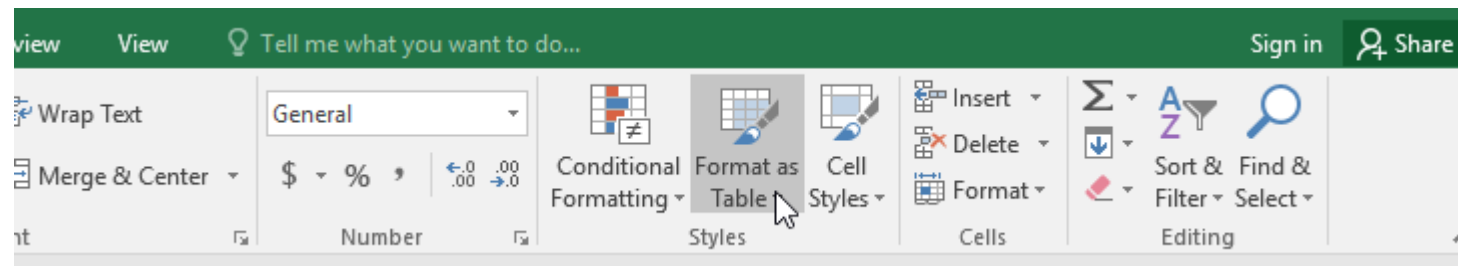 view View Tell me what you want to do... Sign in Share
Wrap Text General Insert
Merge & Center $ % , .0 .00 .00 .0 Conditional Formatting Format as Table Cell Styles Delete Sort & Filter Find & Select
Format
nt Number Styles Cells Editing